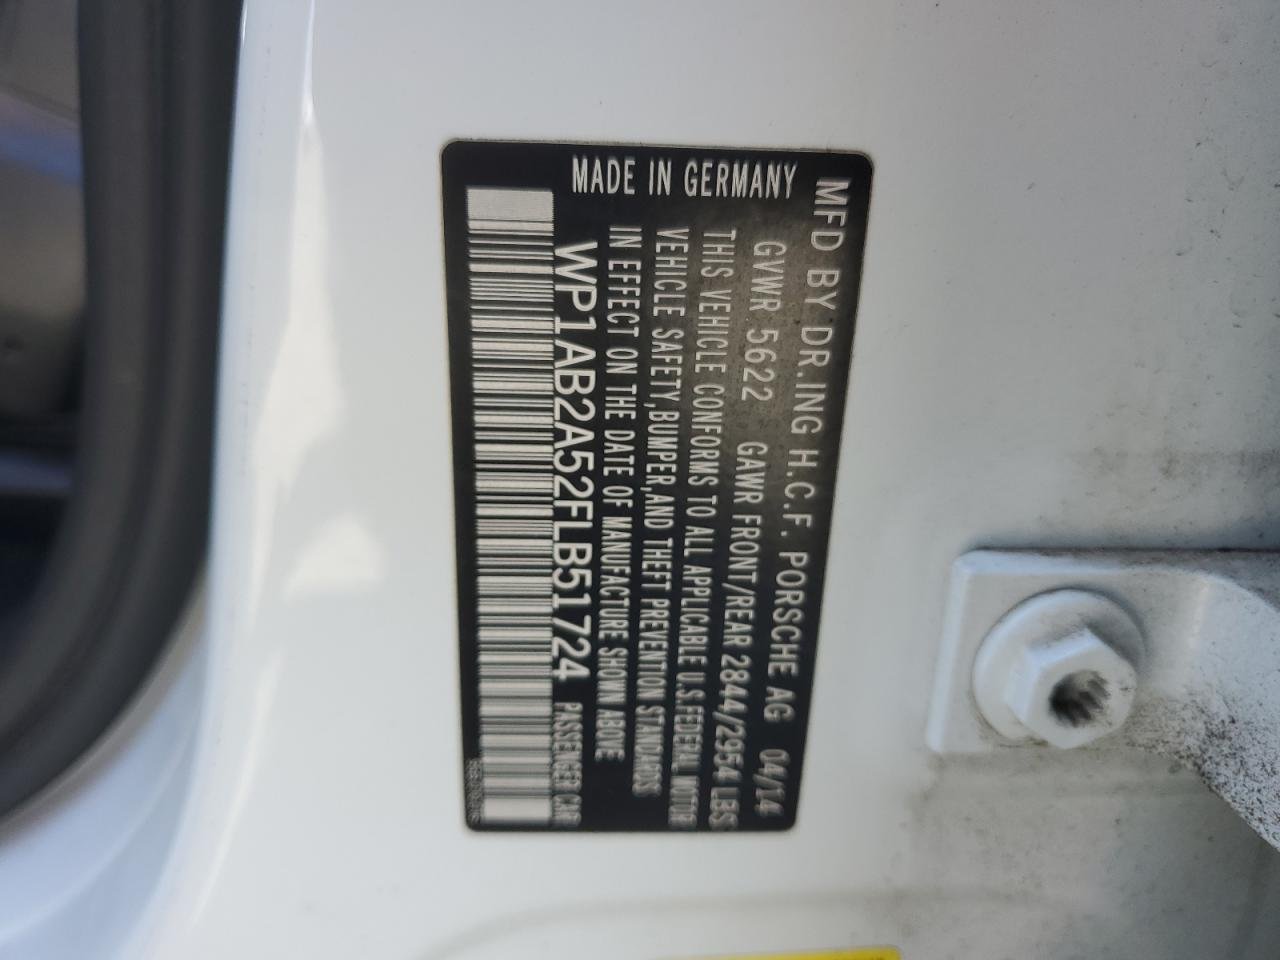 MFD BY DR.ING H.C.F. PORSCHE AG 04/14
GVWR 5622 GAWR FRONT/REAR 2844/2954 LBS
THIS VEHICLE CONFORMS TO ALL APPLICABLE U.S.FEDERAL MOTOR
VEHICLE SAFETY,BUMPER,AND THEFT PREVENTION STANDARDS
IN EFFECT ON THE DATE OF MANUFACTURE SHOWN ABOVE
WP1AB2A52FLB51724 PASSENGER CAR
MADE IN GERMANY